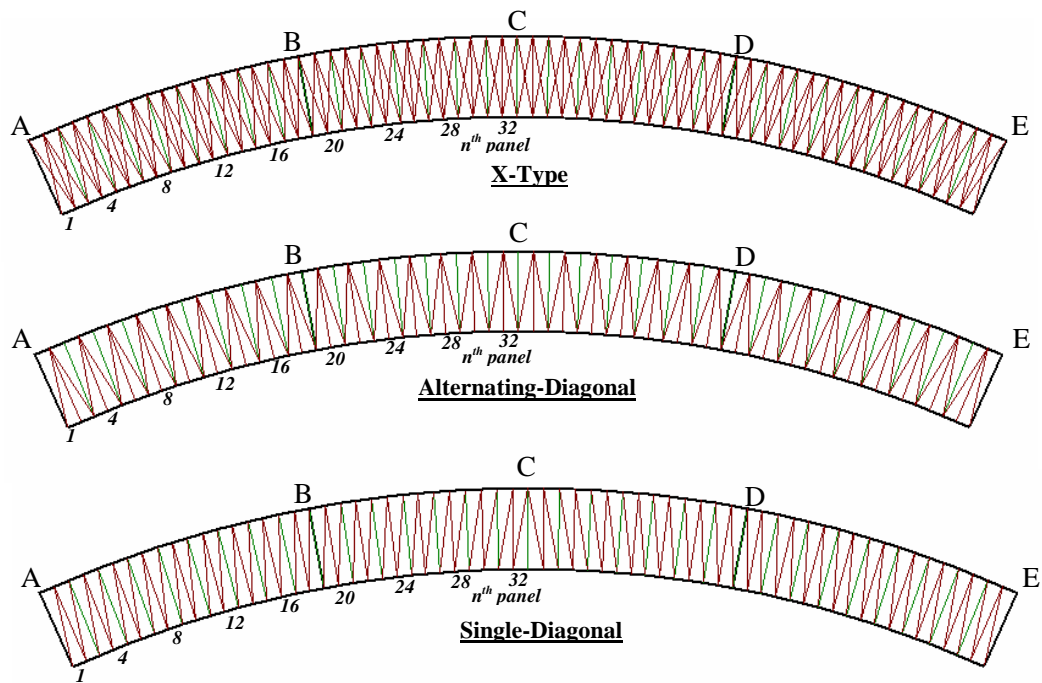 C
B D
A E
1 4 8 12 16 20 24 28 32
nth panel
X-Type
C
B D
A E
1 4 8 12 16 20 24 28 32
nth panel
Alternating-Diagonal
C
B D
A E
1 4 8 12 16 20 24 28 32
nth panel
Single-Diagonal